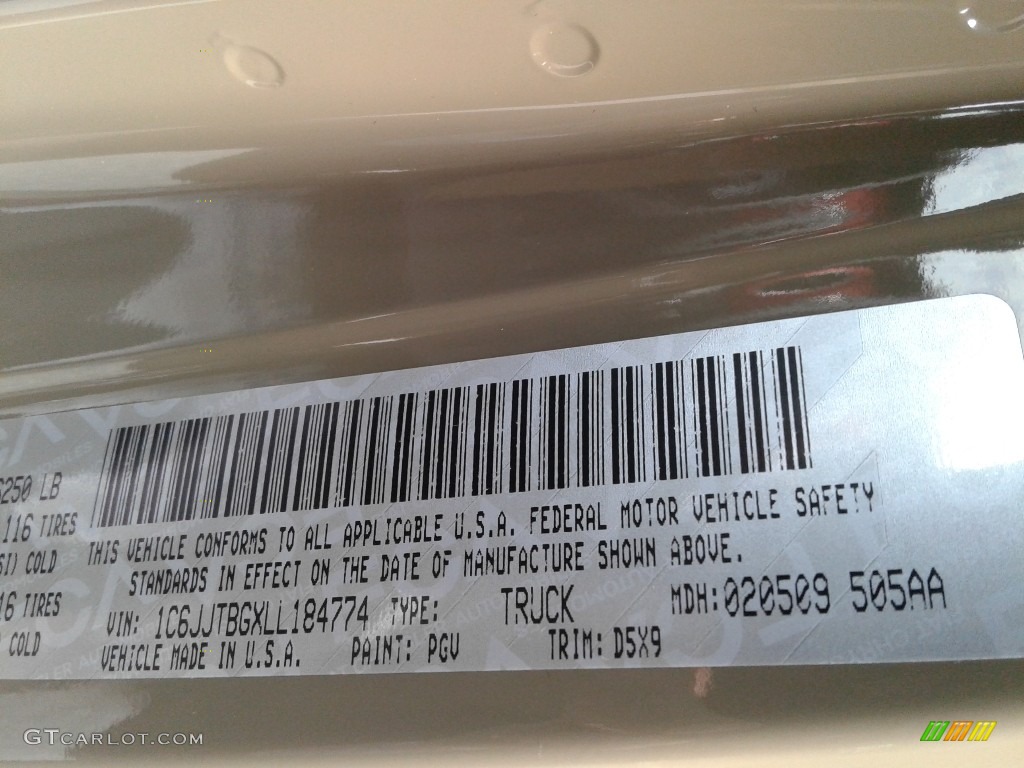 6250 LB
116 TIRES
SI) COLD
16 TIRES
) COLD
THIS VEHICLE CONFORMS TO ALL APPLICABLE U.S.A. FEDERAL MOTOR VEHICLE SAFETY
STANDARDS IN EFFECT ON THE DATE OF MANUFACTURE SHOWN ABOVE.
VIN: 1C6JJTBGXLL184774 TYPE: TRUCK MDH:020509 505AA
VEHICLE MADE IN U.S.A. PAINT: PGV TRIM: D5X9
GTCARLOT.COM